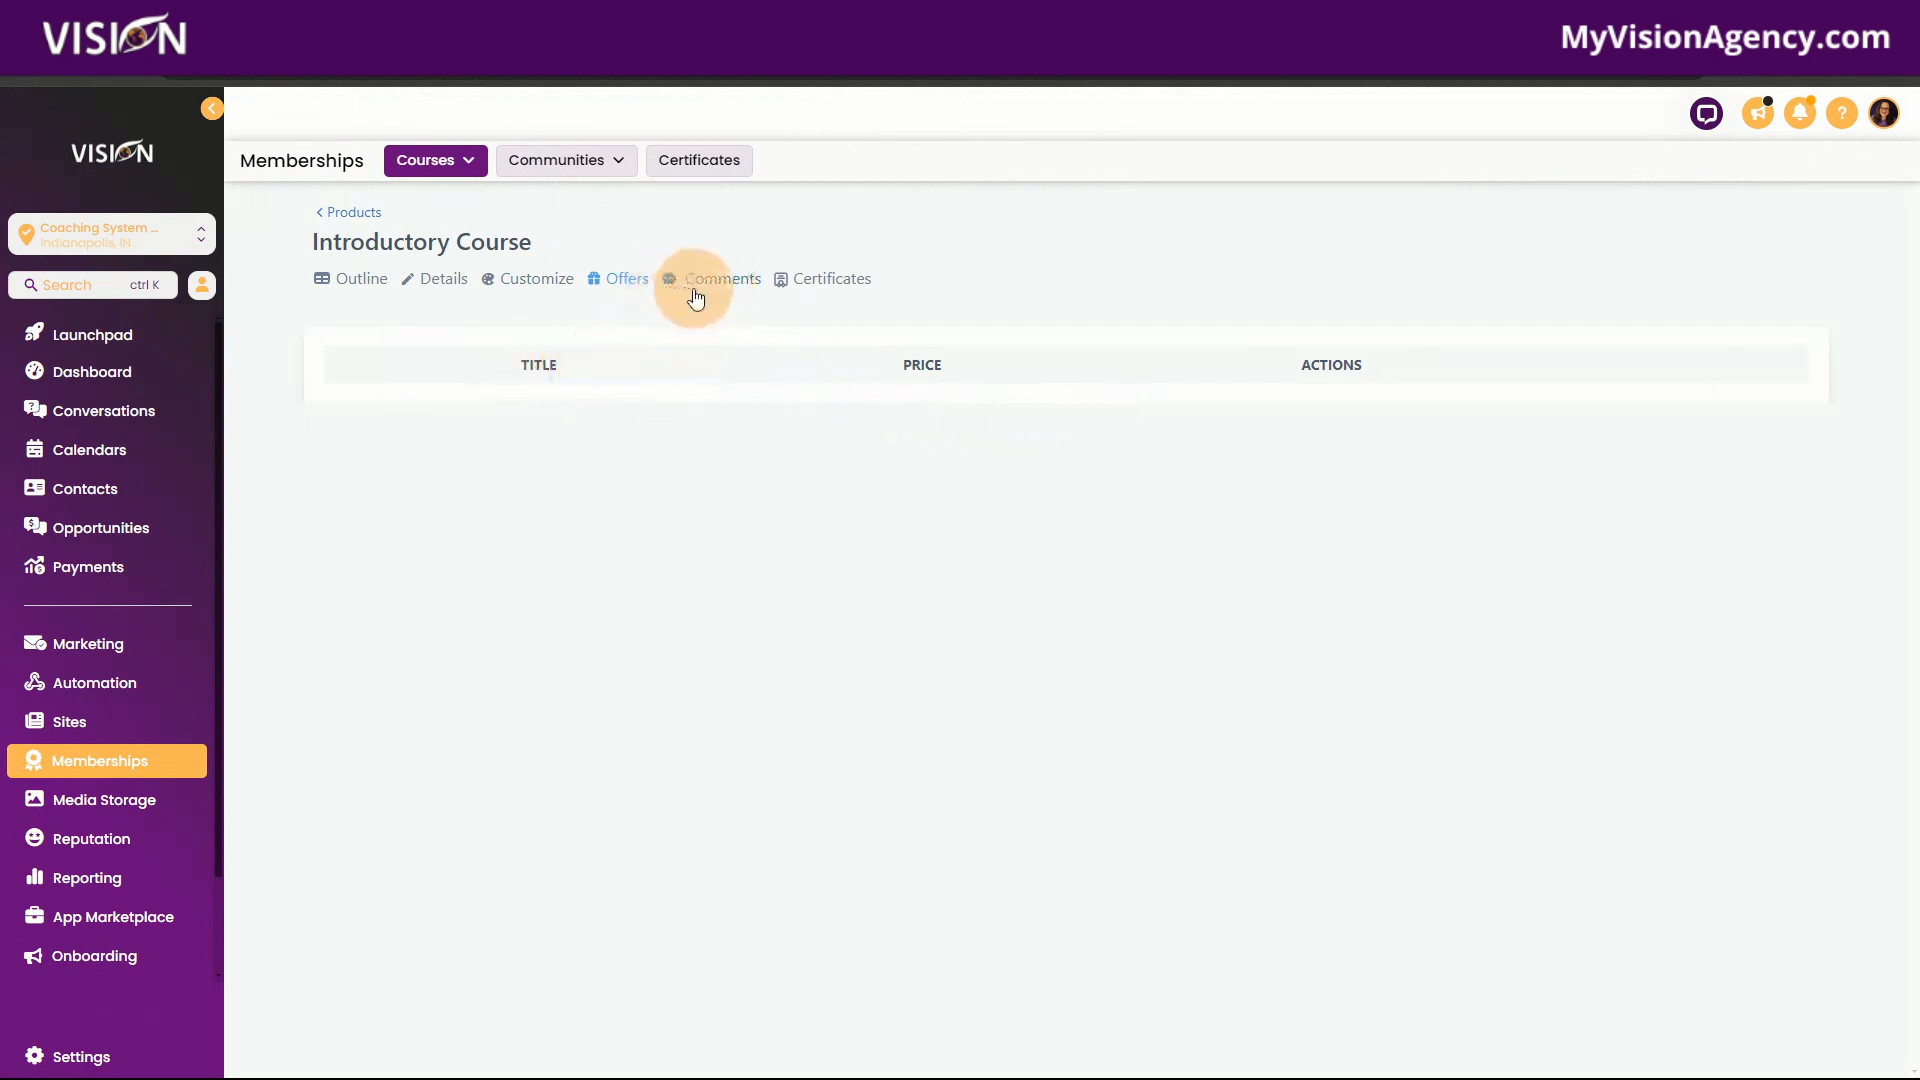 VISION
MyVisionAgency.com
VISION
Memberships
Courses
Communities
Certificates
Coaching System ...
Indianapolis, IN
Search
ctrl K
Launchpad
Dashboard
Conversations
Calendars
Contacts
Opportunities
Payments
Marketing
Automation
Sites
Memberships
Media Storage
Reputation
Reporting
App Marketplace
Onboarding
Settings
Products
Introductory Course
Outline
Details
Customize
Offers
Comments
Certificates
TITLE
PRICE
ACTIONS